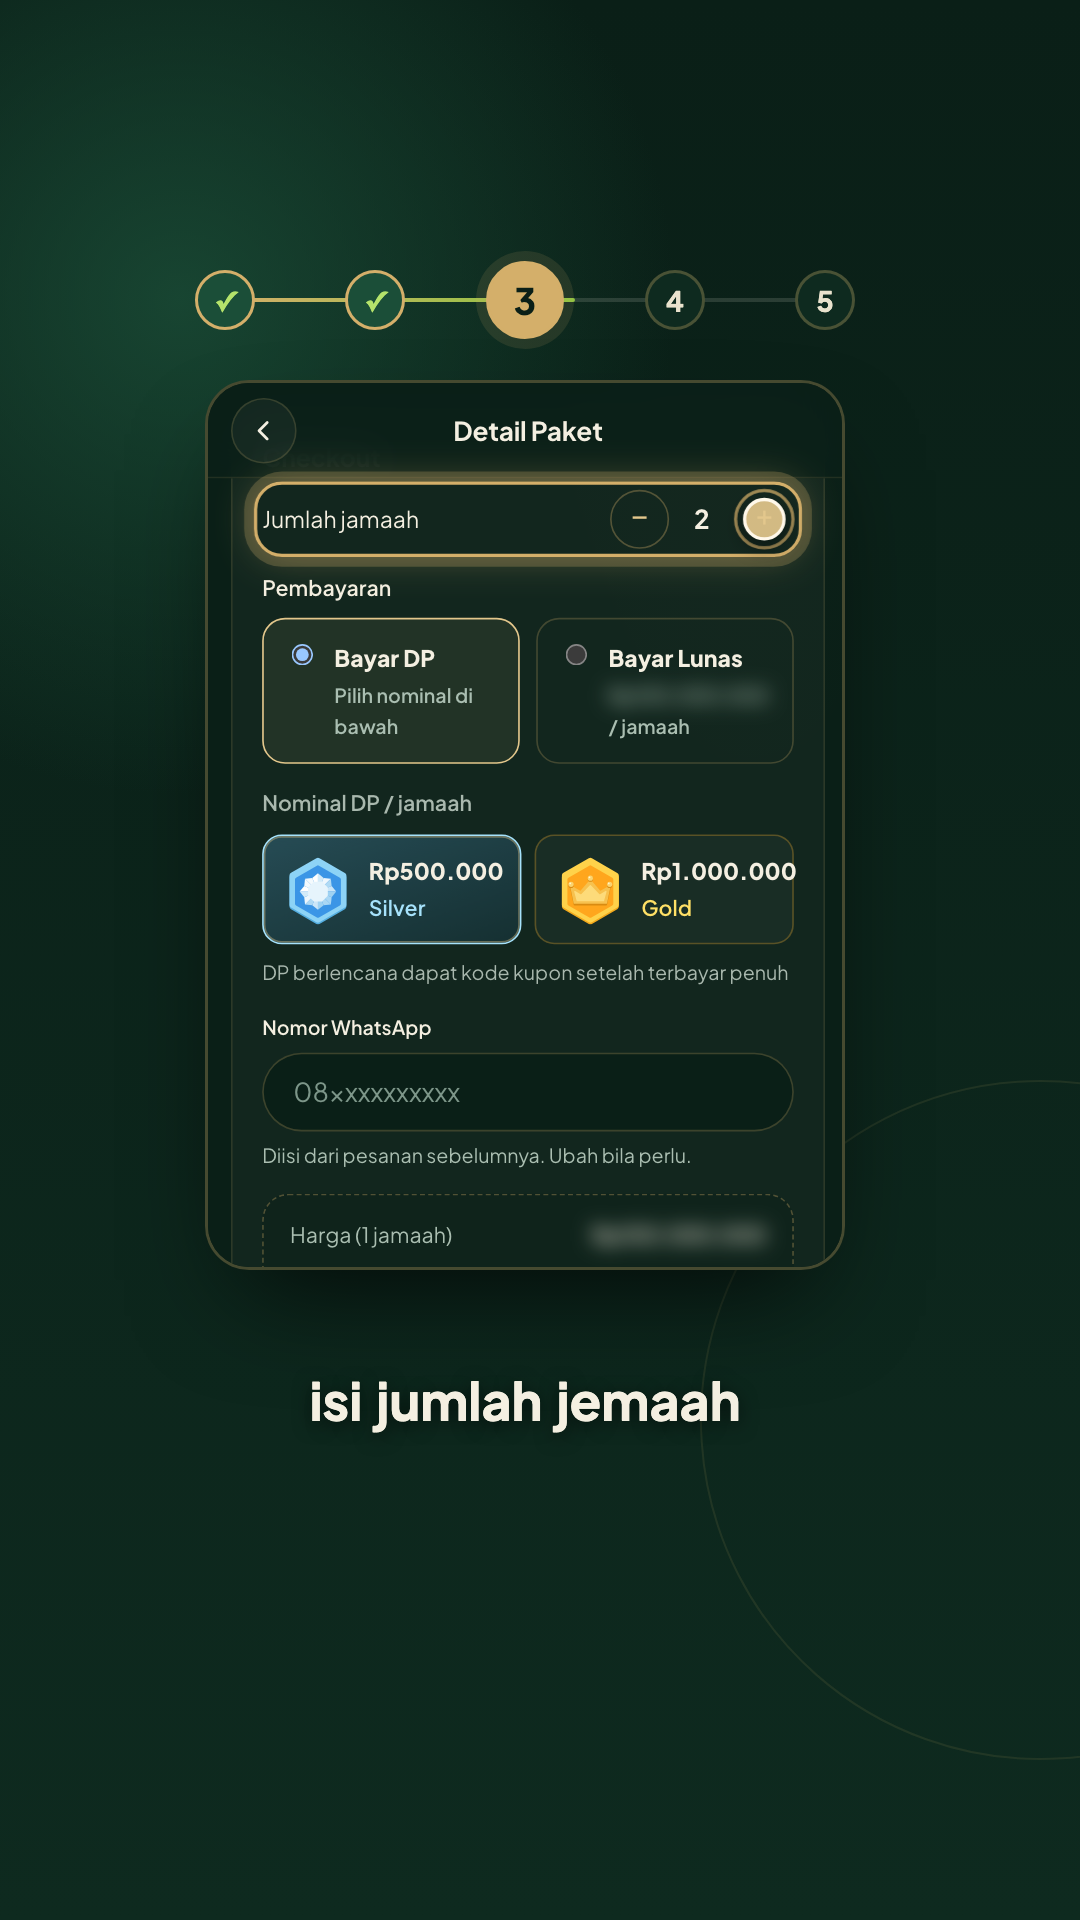 ✓ ✓ 3 4 5
Detail Paket
Jumlah jamaah − 2 +
Pembayaran
Bayar DP
Pilih nominal di
bawah
Bayar Lunas
/ jamaah
Nominal DP / jamaah
Rp500.000
Silver
Rp1.000.000
Gold
DP berlencana dapat kode kupon setelah terbayar penuh
Nomor WhatsApp
08xxxxxxxxxx
Diisi dari pesanan sebelumnya. Ubah bila perlu.
Harga (1 jamaah)
isi jumlah jemaah